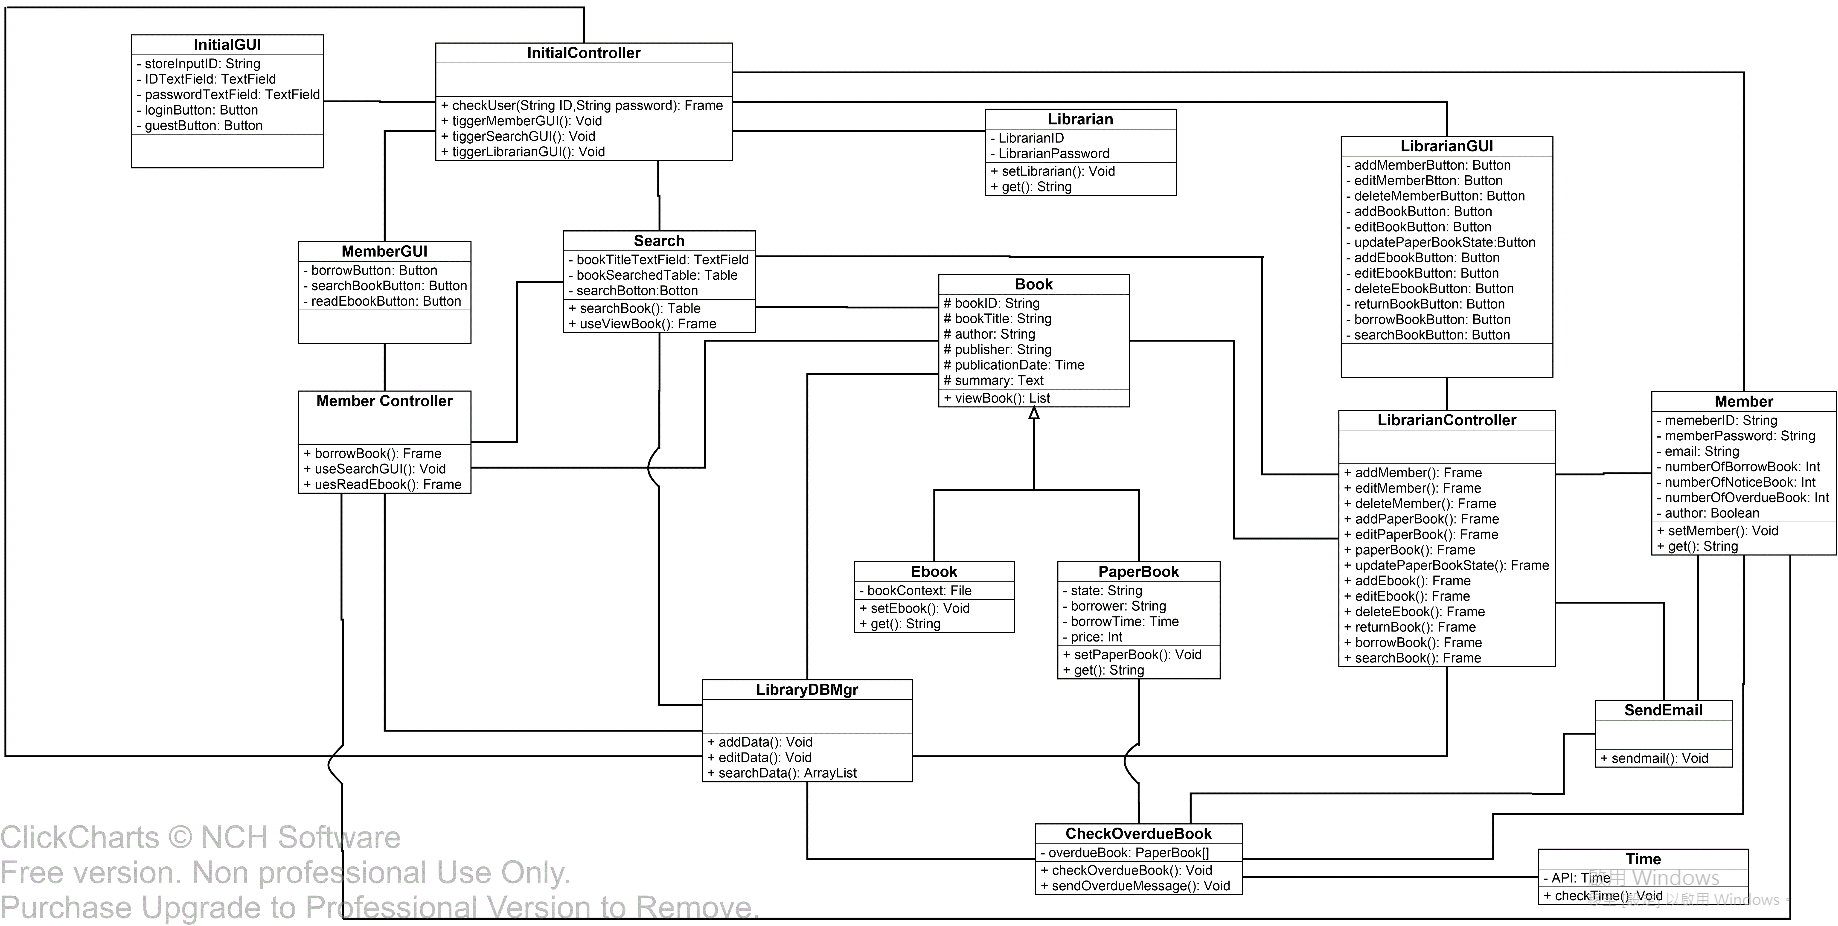 InitialGUI
- storeInputID: String
- IDTextField: TextField
- passwordTextField: TextField
- loginButton: Button
- guestButton: Button
InitialController
+ checkUser(String ID,String password): Frame
+ tiggerMemberGUI(): Void
+ tiggerSearchGUI(): Void
+ tiggerLibrarianGUI(): Void
Librarian
- LibrarianID
- LibrarianPassword
+ setLibrarian(): Void
+ get(): String
LibrarianGUI
- addMemberButton: Button
- editMemberBtton: Button
- deleteMemberButton: Button
- addBookButton: Button
- editBookButton: Button
- updatePaperBookState:Button
- addEbookButton: Button
- editEbookButton: Button
- deleteEbookButton: Button
- returnBookButton: Button
- borrowBookButton: Button
- searchBookButton: Button
MemberGUI
- borrowButton: Button
- searchBookButton: Button
- readEbookButton: Button
Search
- bookTitleTextField: TextField
- bookSearchedTable: Table
- searchBotton:Botton
+ searchBook(): Table
+ useViewBook(): Frame
Book
# bookID: String
# bookTitle: String
# author: String
# publisher: String
# publicationDate: Time
# summary: Text
+ viewBook(): List
Member Controller
+ borrowBook(): Frame
+ useSearchGUI(): Void
+ uesReadEbook(): Frame
LibrarianController
+ addMember(): Frame
+ editMember(): Frame
+ deleteMember(): Frame
+ addPaperBook(): Frame
+ editPaperBook(): Frame
+ paperBook(): Frame
+ updatePaperBookState(): Frame
+ addEbook(): Frame
+ editEbook(): Frame
+ deleteEbook(): Frame
+ returnBook(): Frame
+ borrowBook(): Frame
+ searchBook(): Frame
Member
- memeberID: String
- memberPassword: String
- email: String
- numberOfBorrowBook: Int
- numberOfNoticeBook: Int
- numberOfOverdueBook: Int
- author: Boolean
+ setMember(): Void
+ get(): String
Ebook
- bookContext: File
+ setEbook(): Void
+ get(): String
PaperBook
- state: String
- borrower: String
- borrowTime: Time
- price: Int
+ setPaperBook(): Void
+ get(): String
LibraryDBMgr
+ addData(): Void
+ editData(): Void
+ searchData(): ArrayList
SendEmail
+ sendmail(): Void
CheckOverdueBook
- overdueBook: PaperBook[]
+ checkOverdueBook(): Void
+ sendOverdueMessage(): Void
Time
- API: Time
+ checkTime(): Void
ClickCharts © NCH Software
Free version. Non professional Use Only.
Purchase Upgrade to Professional Version to Remove.
啟用 Windows
以啟用 Windows。